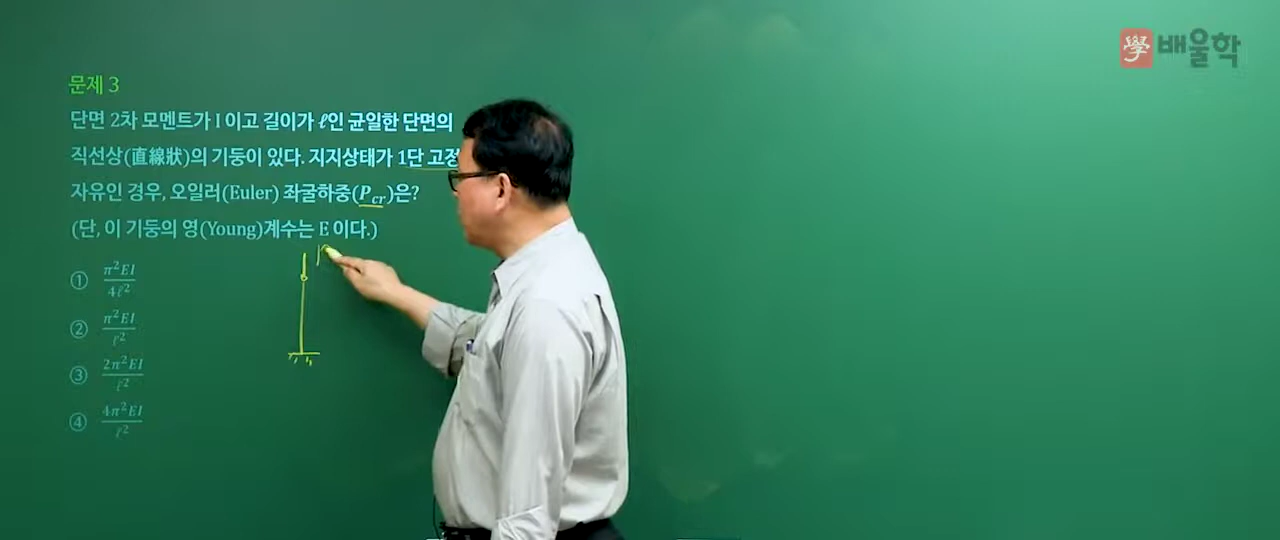 學 배울학
문제 3
단면 2차 모멘트가 I 이고 길이가 ℓ인 균일한 단면의
직선상(直線狀)의 기둥이 있다. 지지상태가 1단 고정
자유인 경우, 오일러(Euler) 좌굴하중(P_cr)은?
(단, 이 기둥의 영(Young)계수는 E 이다.)
① π²EI / 4ℓ²
② π²EI / ℓ²
③ 2π²EI / ℓ²
④ 4π²EI / ℓ²